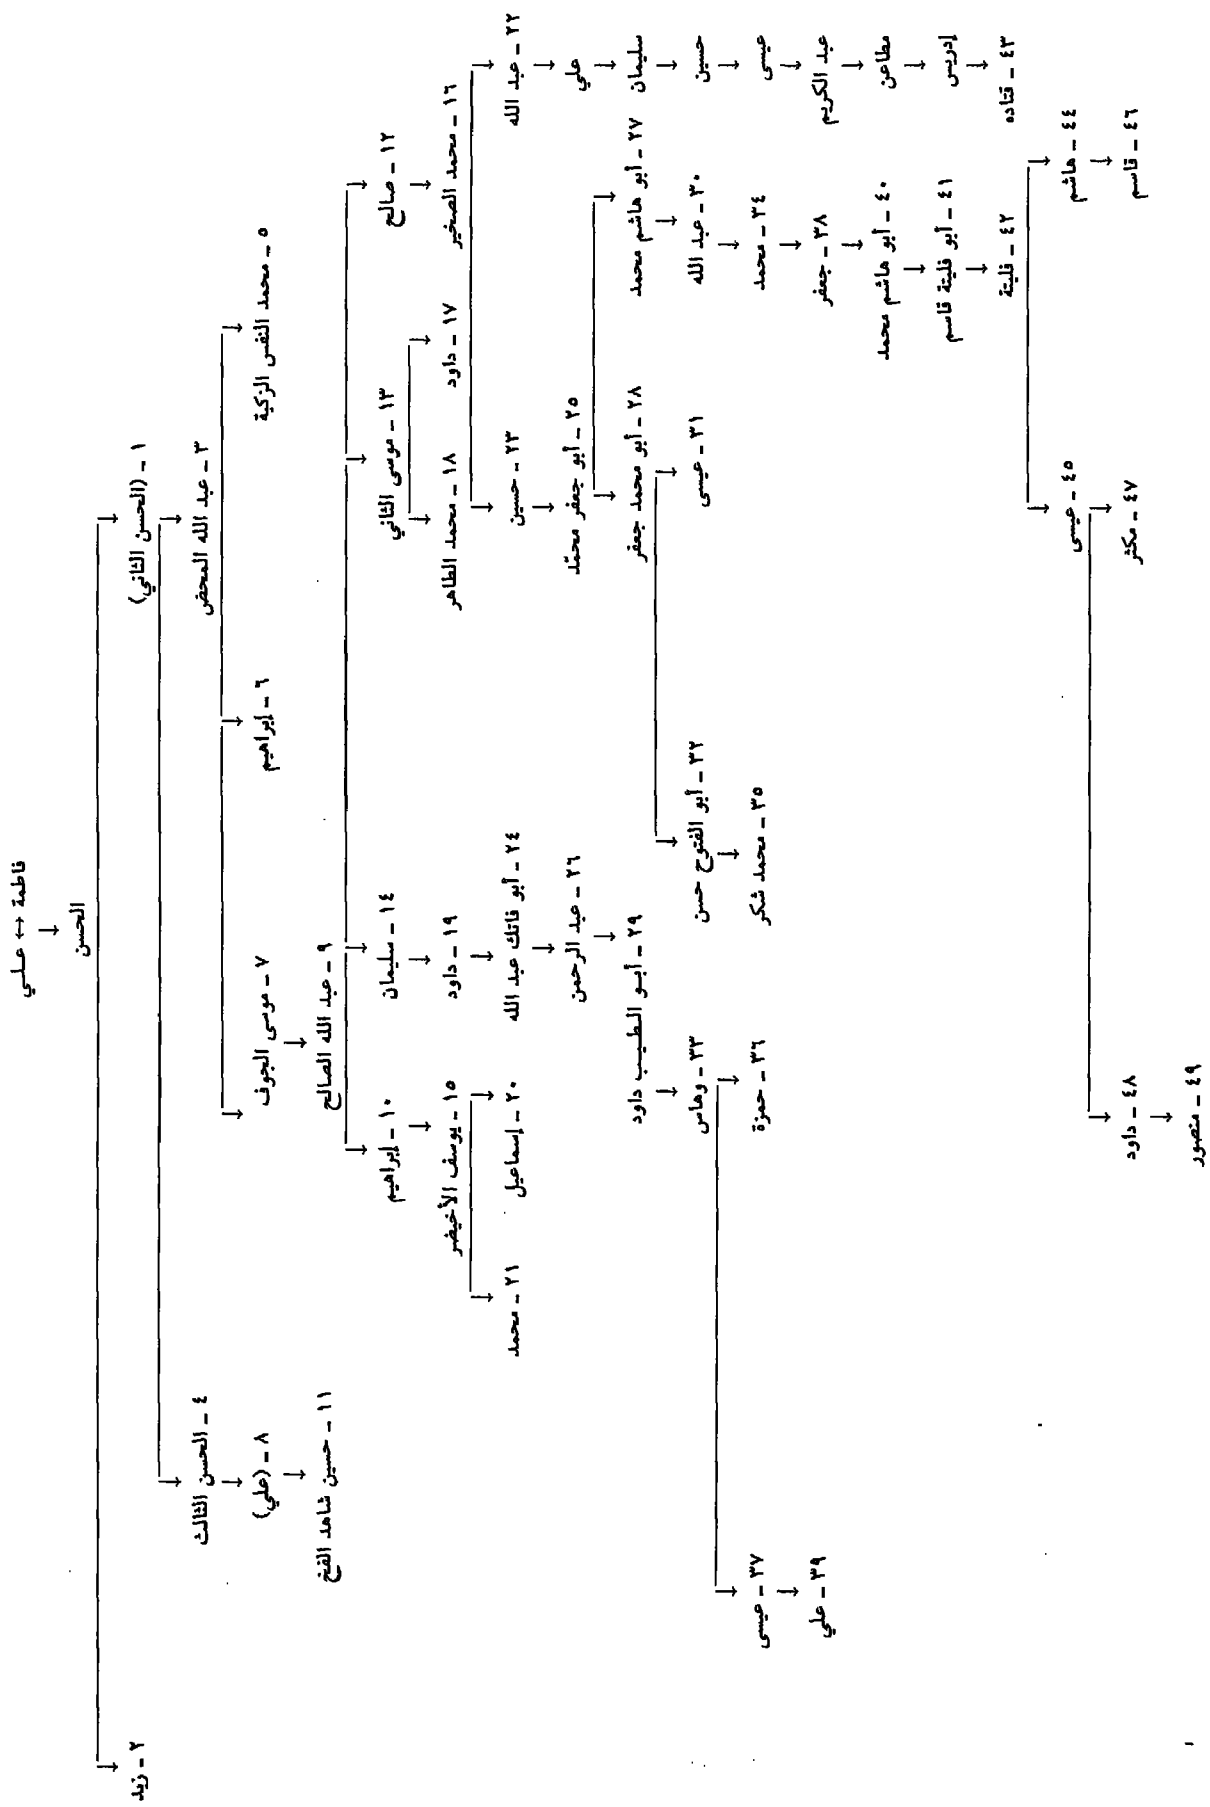 فاطمة ↔ علي
الحسن
١ - (الحسن الثاني)
٢ - زيد
٣ - عبد الله المحض
٤ - الحسن الثالث
٥ - محمد النفس الزكية
٦ - إبراهيم
٧ - موسى الجوف
٨ - (علي)
٩ - عبد الله الصالح
١١ - حسين شاهد الفخ
١٢ - صالح
١٣ - موسى الثاني
١٤ - سليمان
١٠ - إبراهيم
١٦ - محمد الصغير
١٧ - داود
١٨ - محمد الطاهر
١٩ - داود
١٥ - يوسف الأخيضر
٢٢ - عبد الله
٢٣ - حسين
٢٤ - أبو فاتك عبد الله
٢٠ - إسماعيل
٢١ - محمد
علي
٢٥ - أبو جعفر محمّد
٢٦ - عبد الرحمن
سليمان
٢٧ - أبو هاشم محمد
٢٨ - أبو محمد جعفر
٢٩ - أبو الطيب داود
حسين
٣٠ - عبد الله
٣١ - عيسى
٣٢ - أبو الفتوح حسن
٣٣ - وهاس
عيسى
٣٤ - محمد
٣٥ - محمد شكر
٣٦ - حمزة
٣٧ - عيسى
عبد الكريم
٣٨ - جعفر
٣٩ - علي
مطاعن
٤٠ - أبو هاشم محمد
إدريس
٤١ - أبو فليتة قاسم
٤٣ - قتاده
٤٢ - فليتة
٤٤ - هاشم
٤٥ - عيسى
٤٦ - قاسم
٤٧ - مكثر
٤٨ - داود
٤٩ - منصور